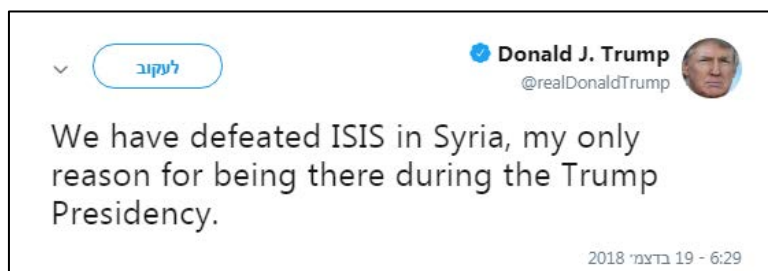 לעקוב
Donald J. Trump
@realDonaldTrump
We have defeated ISIS in Syria, my only
reason for being there during the Trump
Presidency.
6:29 - 19 בדצמ׳ 2018